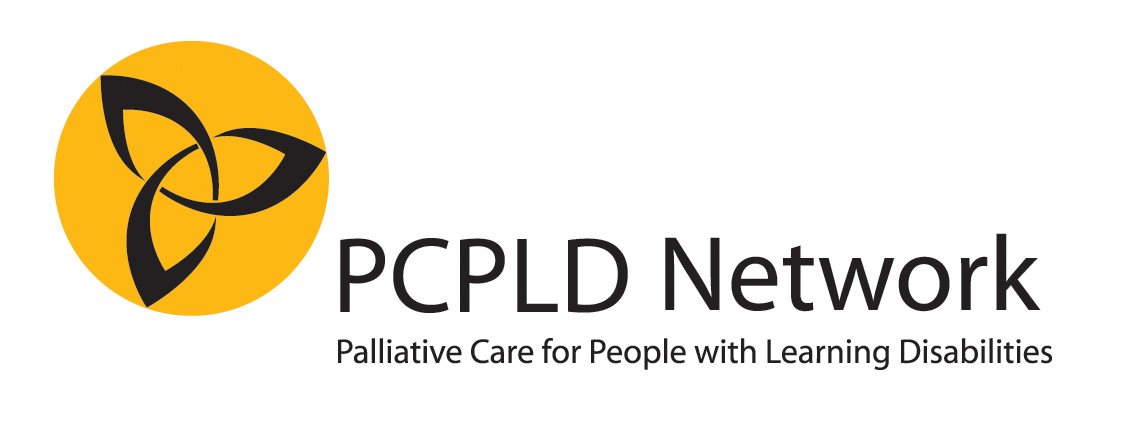 PCPLD Network
Palliative Care for People with Learning Disabilities